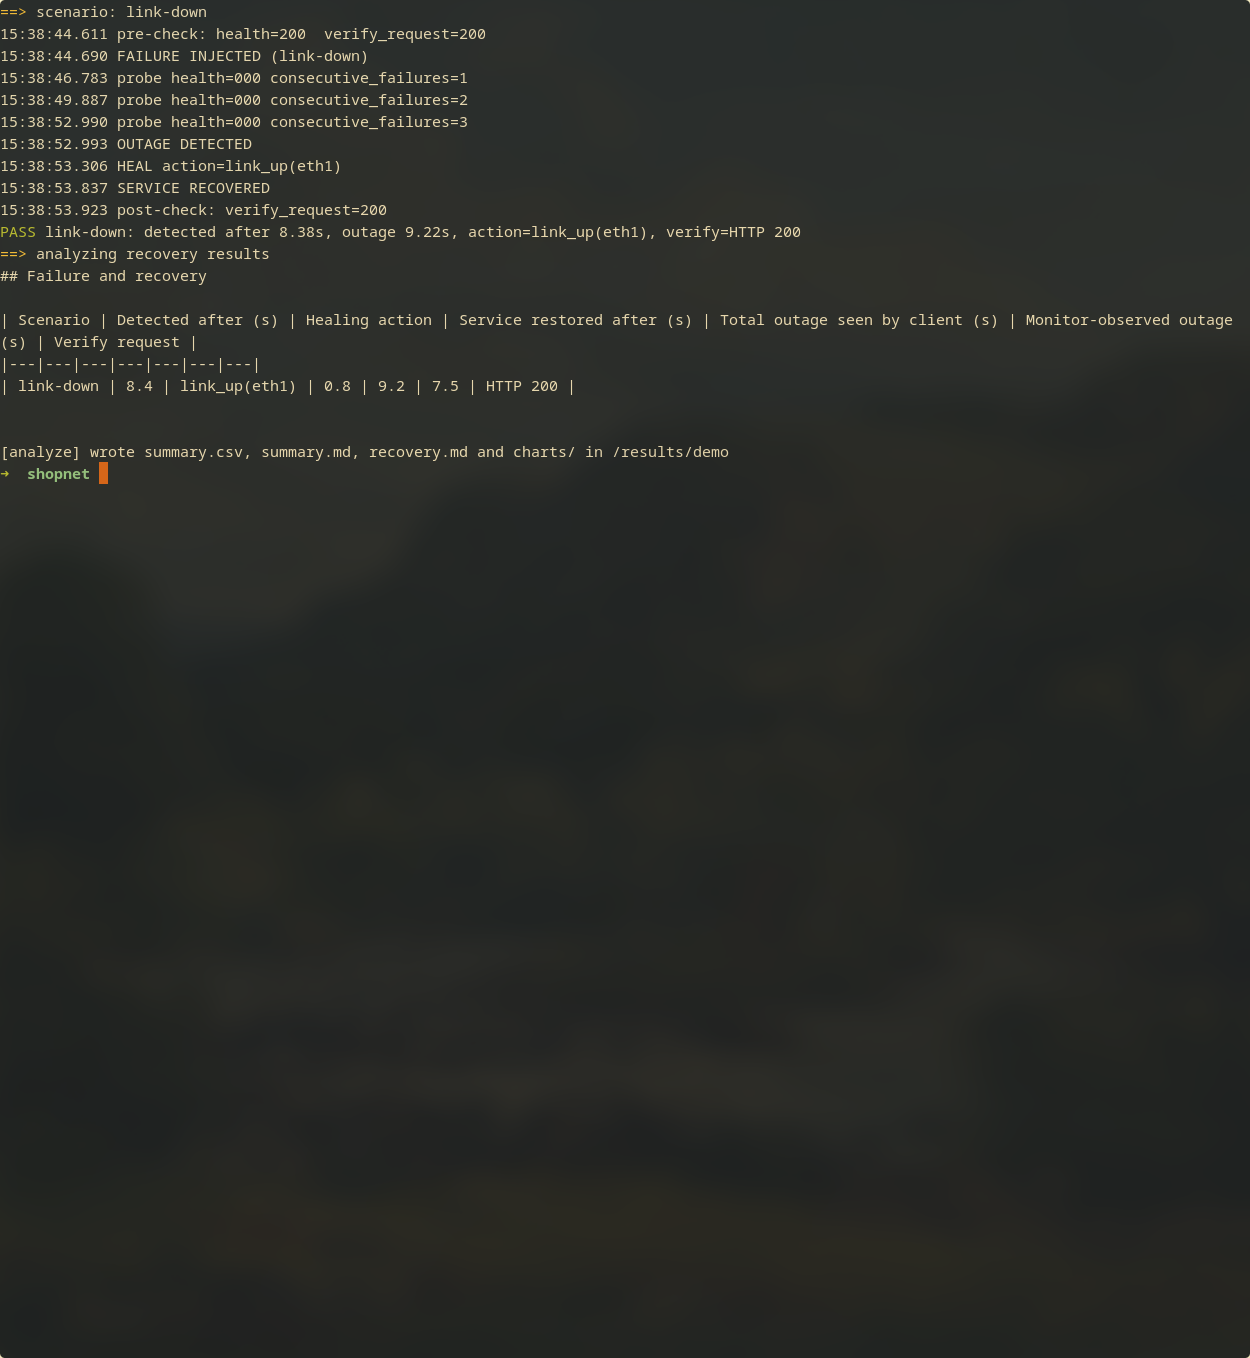 ==> scenario: link-down
15:38:44.611 pre-check: health=200  verify_request=200
15:38:44.690 FAILURE INJECTED (link-down)
15:38:46.783 probe health=000 consecutive_failures=1
15:38:49.887 probe health=000 consecutive_failures=2
15:38:52.990 probe health=000 consecutive_failures=3
15:38:52.993 OUTAGE DETECTED
15:38:53.306 HEAL action=link_up(eth1)
15:38:53.837 SERVICE RECOVERED
15:38:53.923 post-check: verify_request=200
PASS link-down: detected after 8.38s, outage 9.22s, action=link_up(eth1), verify=HTTP 200
==> analyzing recovery results
## Failure and recovery
| Scenario | Detected after (s) | Healing action | Service restored after (s) | Total outage seen by client (s) | Monitor-observed outage
(s) | Verify request |
|---|---|---|---|---|---|---|
| link-down | 8.4 | link_up(eth1) | 0.8 | 9.2 | 7.5 | HTTP 200 |
[analyze] wrote summary.csv, summary.md, recovery.md and charts/ in /results/demo
➜  shopnet